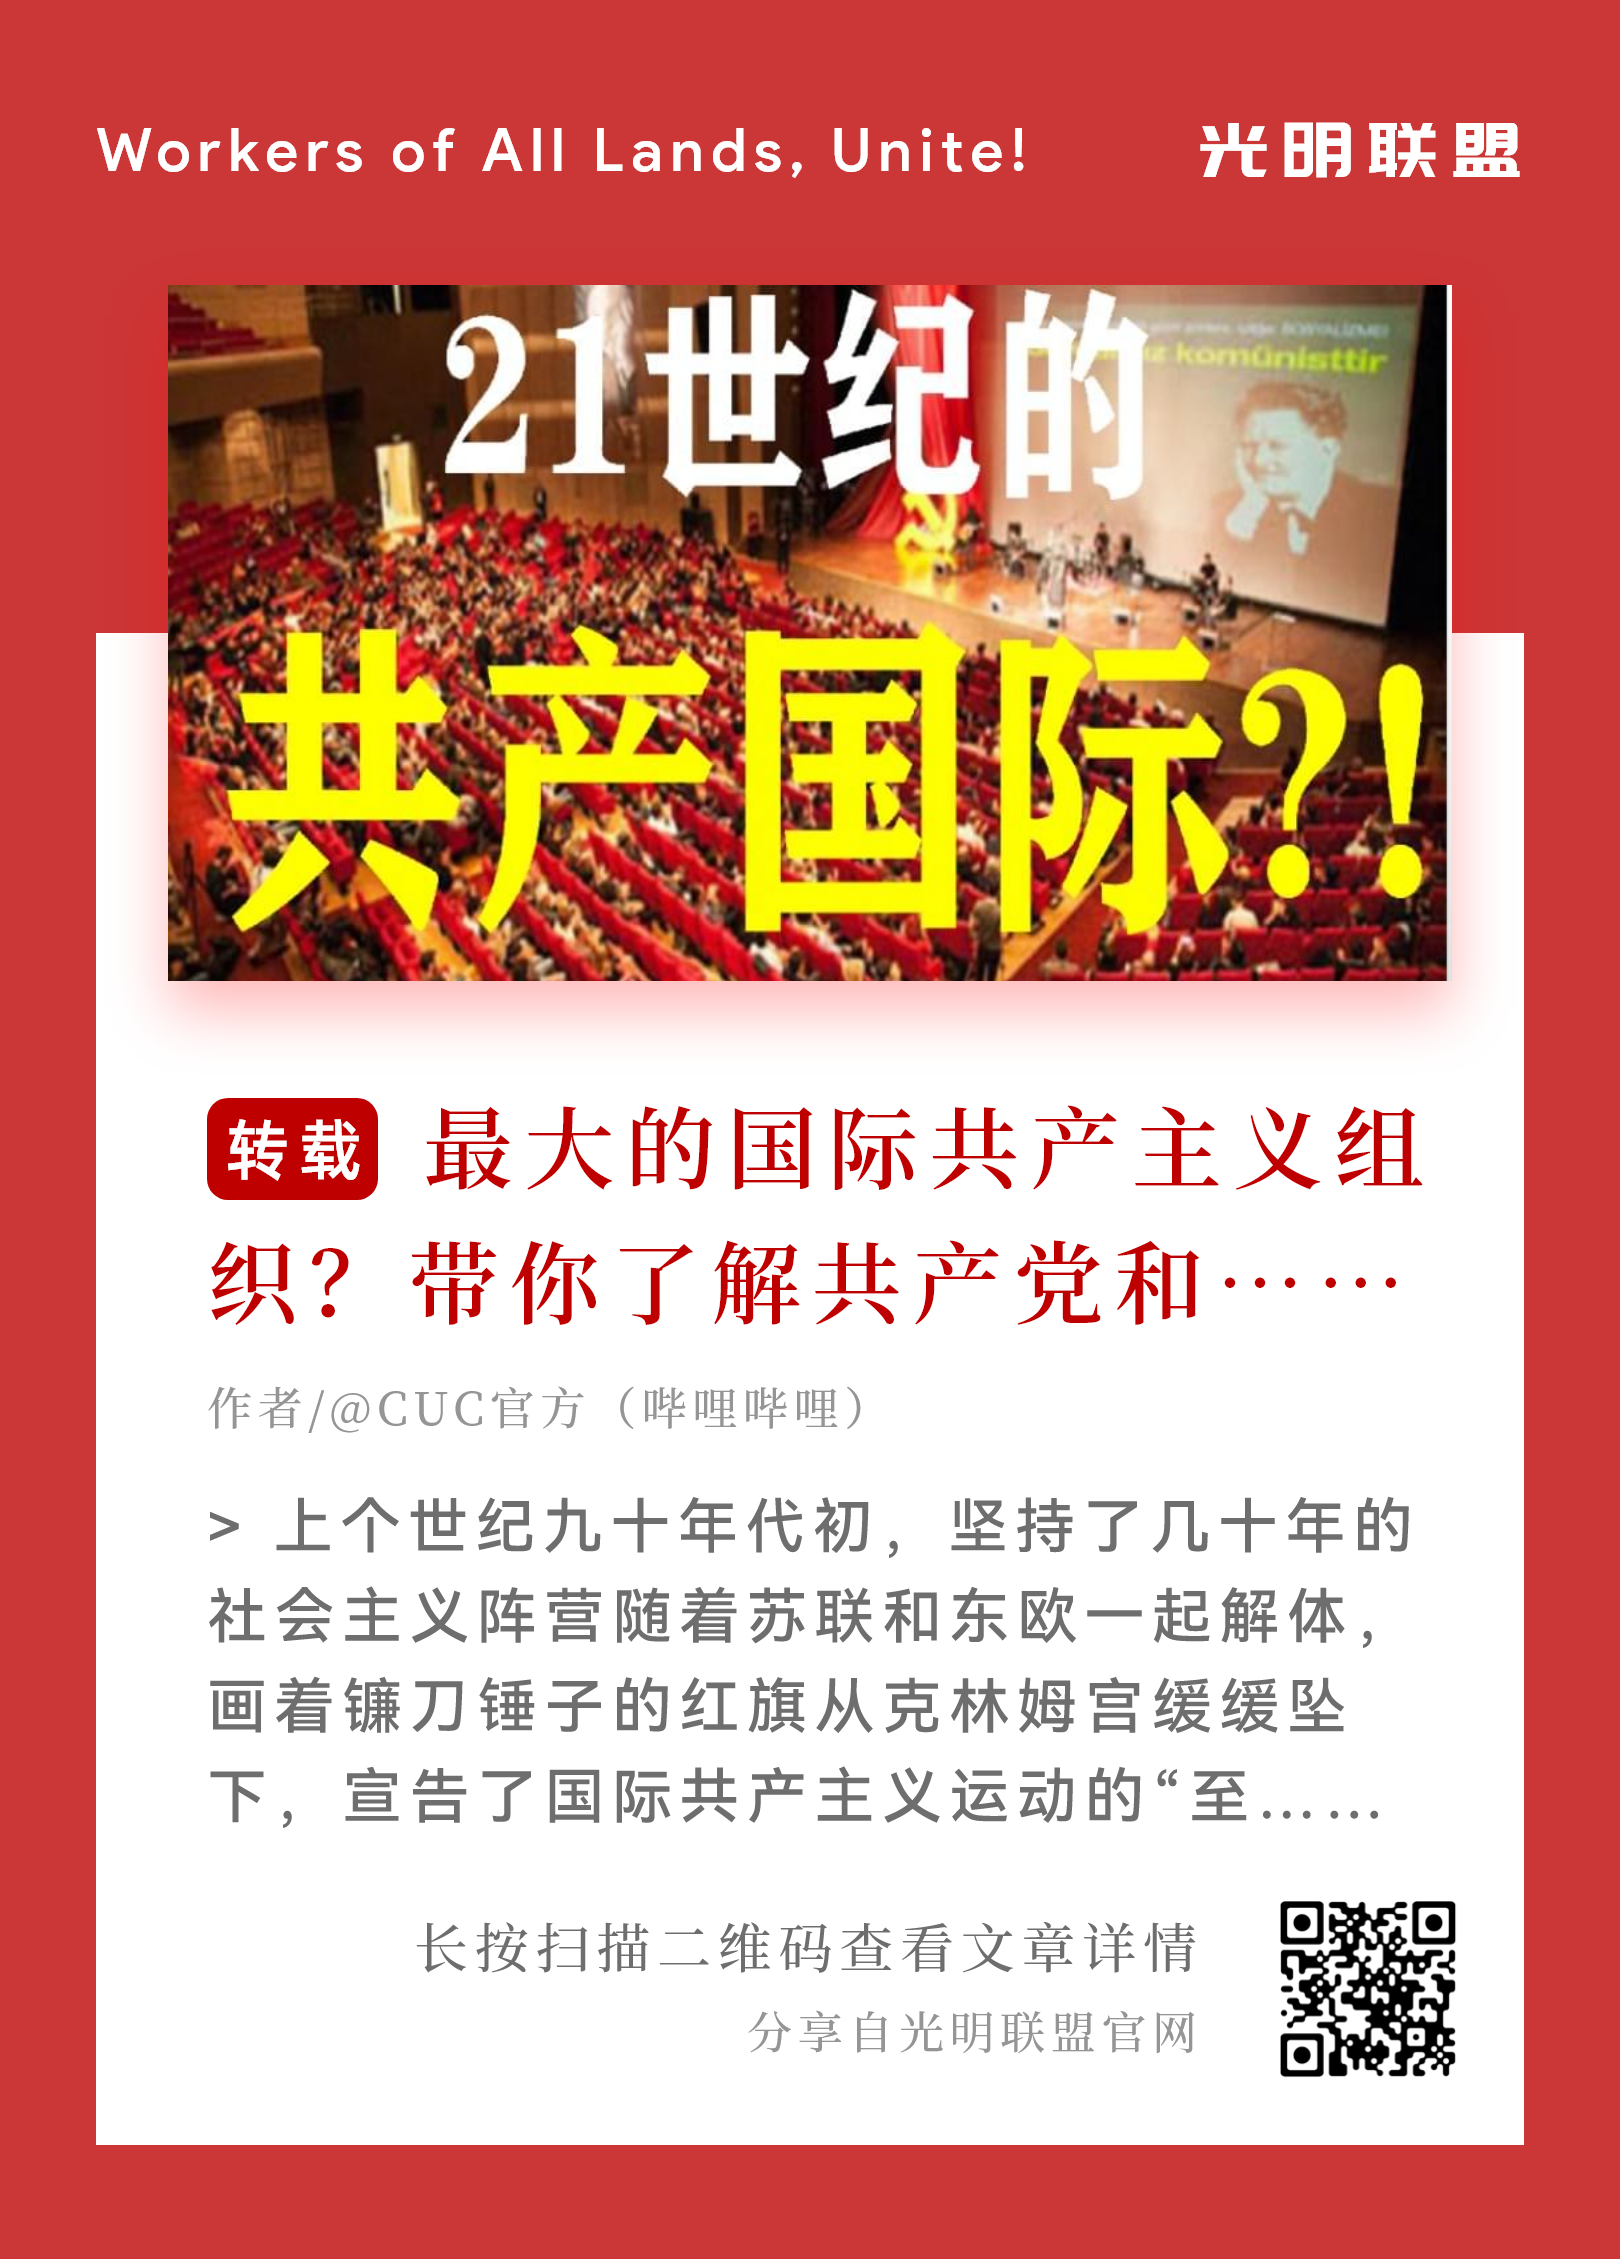 Workers of All Lands, Unite!
光明联盟
21世纪的
SOSYALİZMEI
komünisttir
共产国际?!
转载 最大的国际共产主义组
织？带你了解共产党和……
作者/@CUC官方（哔哩哔哩）
> 上个世纪九十年代初，坚持了几十年的
社会主义阵营随着苏联和东欧一起解体，
画着镰刀锤子的红旗从克林姆宫缓缓坠
下，宣告了国际共产主义运动的“至……
长按扫描二维码查看文章详情
分享自光明联盟官网